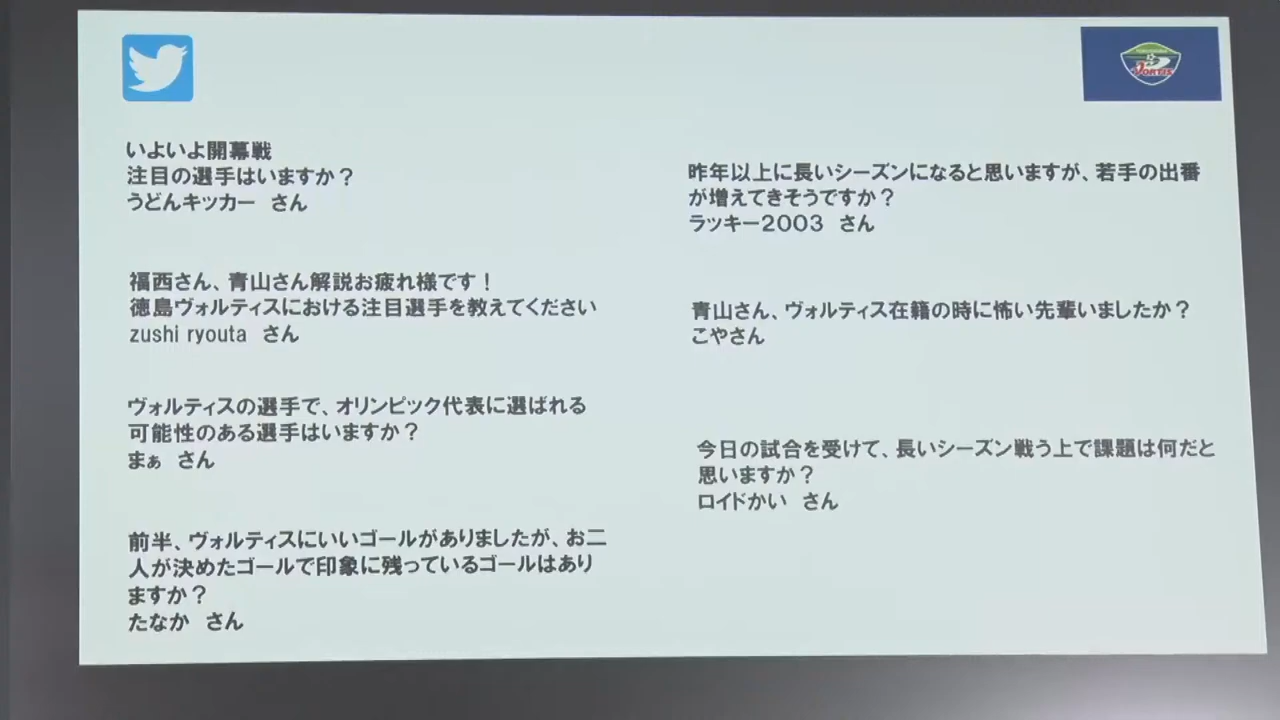 TOKUSHIMA
VORTIS
いよいよ開幕戦
注目の選手はいますか？
うどんキッカー　さん
福西さん、青山さん解説お疲れ様です！
徳島ヴォルティスにおける注目選手を教えてください
zushi ryouta　さん
ヴォルティスの選手で、オリンピック代表に選ばれる
可能性のある選手はいますか？
まぁ　さん
前半、ヴォルティスにいいゴールがありましたが、お二
人が決めたゴールで印象に残っているゴールはあり
ますか？
たなか　さん
昨年以上に長いシーズンになると思いますが、若手の出番
が増えてきそうですか？
ラッキー２００３　さん
青山さん、ヴォルティス在籍の時に怖い先輩いましたか？
こやさん
今日の試合を受けて、長いシーズン戦う上で課題は何だと
思いますか？
ロイドかい　さん